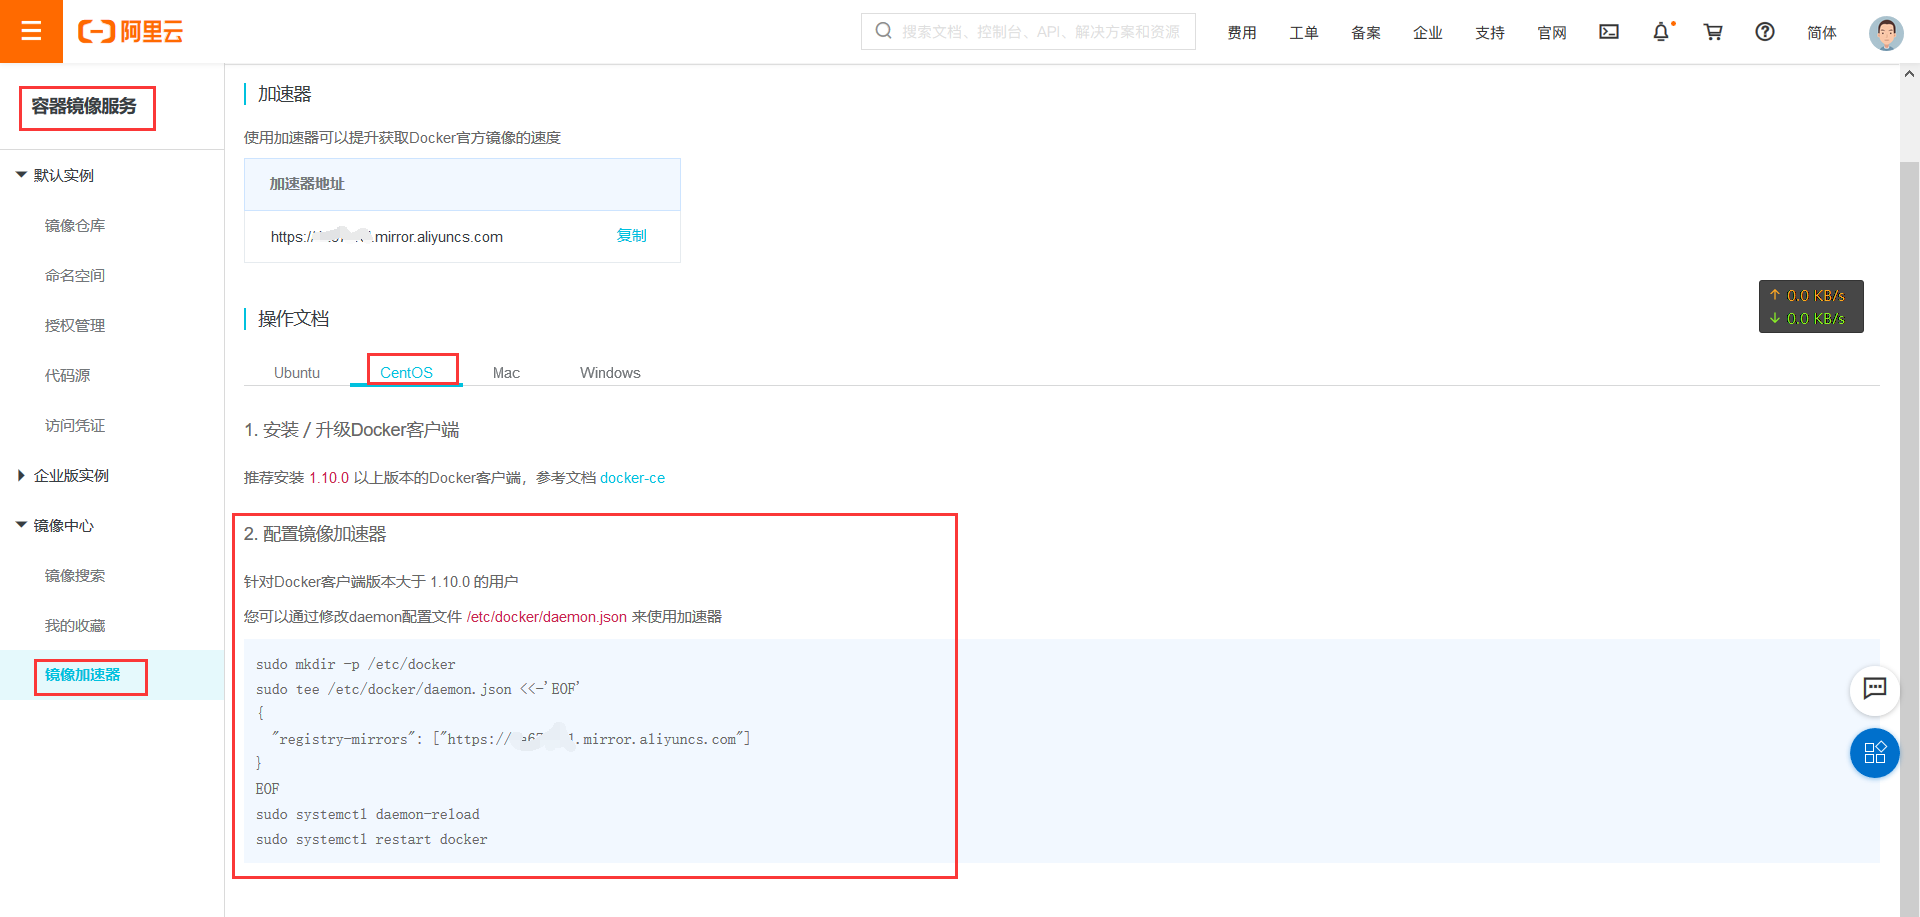 阿里云
搜索文档、控制台、API、解决方案和资源
费用
工单
备案
企业
支持
官网
简体
容器镜像服务
默认实例
镜像仓库
命名空间
授权管理
代码源
访问凭证
企业版实例
镜像中心
镜像搜索
我的收藏
镜像加速器
加速器
使用加速器可以提升获取Docker官方镜像的速度
加速器地址
https:// .mirror.aliyuncs.com
复制
↑ 0.0 KB/s
↓ 0.0 KB/s
操作文档
Ubuntu
CentOS
Mac
Windows
1. 安装 / 升级Docker客户端
推荐安装 1.10.0 以上版本的Docker客户端，参考文档 docker-ce
2. 配置镜像加速器
针对Docker客户端版本大于 1.10.0 的用户
您可以通过修改daemon配置文件 /etc/docker/daemon.json 来使用加速器
sudo mkdir -p /etc/docker
sudo tee /etc/docker/daemon.json <<-'EOF'
{
"registry-mirrors": ["https:// .mirror.aliyuncs.com"]
}
EOF
sudo systemctl daemon-reload
sudo systemctl restart docker